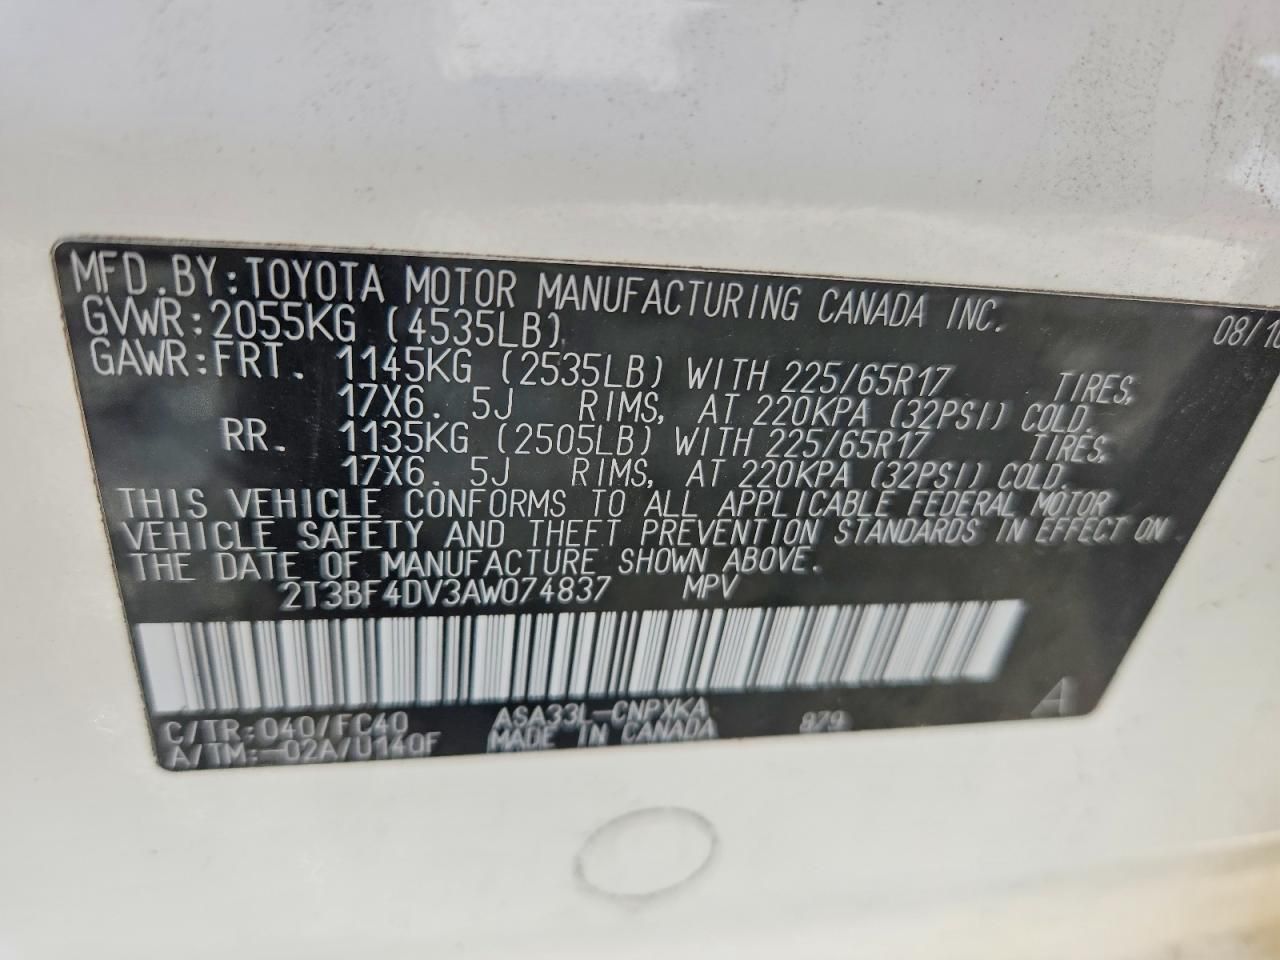 MFD.BY:TOYOTA MOTOR MANUFACTURING CANADA INC. 08/10
GVWR:2055KG (4535LB)
GAWR:FRT. 1145KG (2535LB) WITH 225/65R17 TIRES,
17X6.5J RIMS, AT 220KPA (32PSI) COLD.
RR. 1135KG (2505LB) WITH 225/65R17 TIRES,
17X6.5J RIMS, AT 220KPA (32PSI) COLD.
THIS VEHICLE CONFORMS TO ALL APPLICABLE FEDERAL MOTOR
VEHICLE SAFETY AND THEFT PREVENTION STANDARDS IN EFFECT ON
THE DATE OF MANUFACTURE SHOWN ABOVE.
2T3BF4DV3AW074837 MPV
C/TR:040/FC40 ASA33L-CNPXKA 979
A/TM:-02A/U140F MADE IN CANADA
A